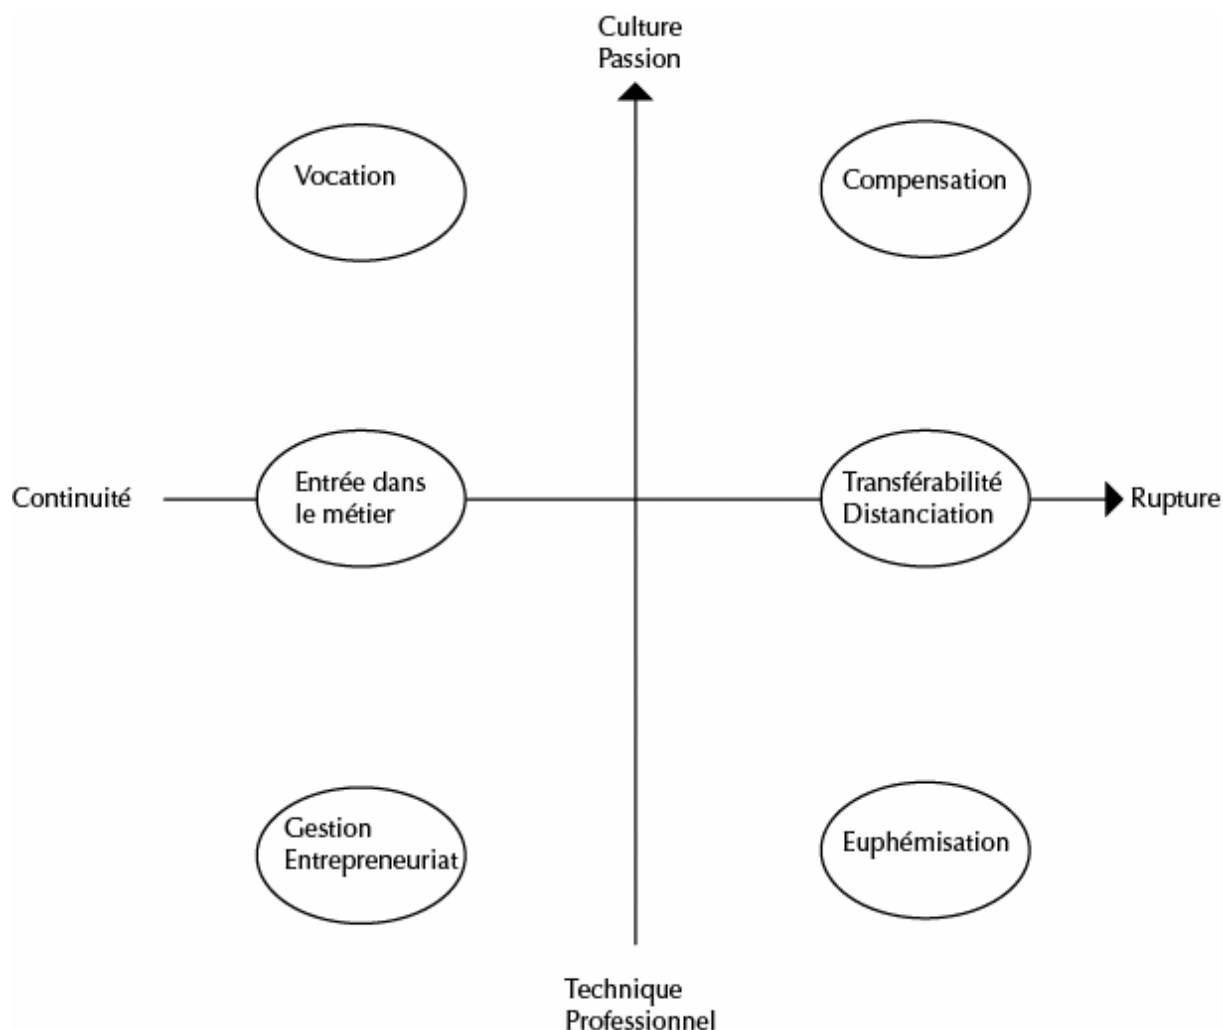 Culture
Passion
Vocation
Compensation
Continuité
Entrée dans
le métier
Transférabilité
Distanciation
Rupture
Gestion
Entrepreneuriat
Euphémisation
Technique
Professionnel